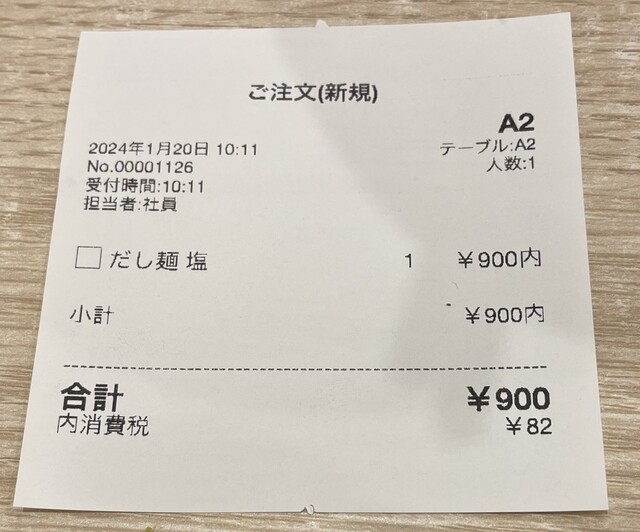 ご注文(新規)
A2
2024年1月20日 10:11 テーブル:A2
No.00001126 人数:1
受付時間:10:11
担当者:社員
□ だし麺 塩 1 ¥900内
小計 ¥900内
合計 ¥900
内消費税 ¥82